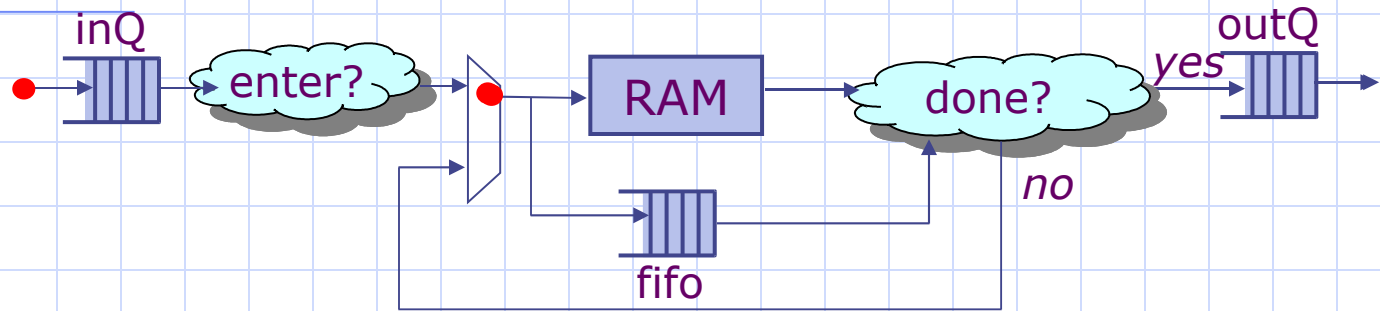 inQ
enter?
RAM
done?
yes
outQ
no
fifo